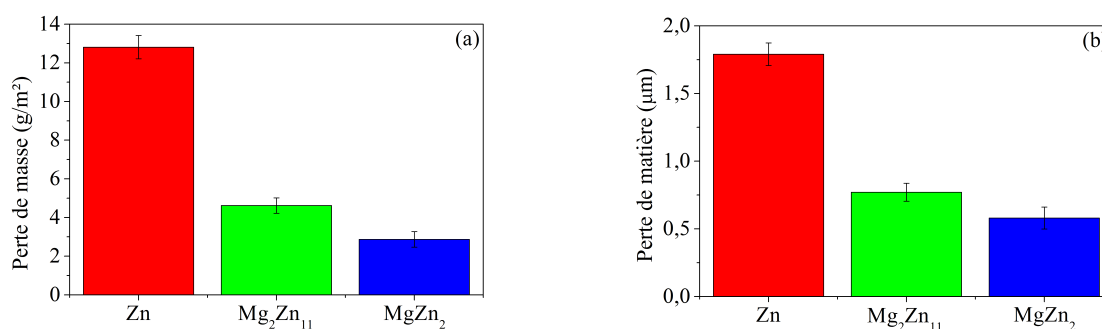 Perte de masse (g/m²)
14
12
10
8
6
4
2
0
(a)
Zn
Mg₂Zn₁₁
MgZn₂
Perte de matière (µm)
2,0
1,5
1,0
0,5
0,0
(b)
Zn
Mg₂Zn₁₁
MgZn₂